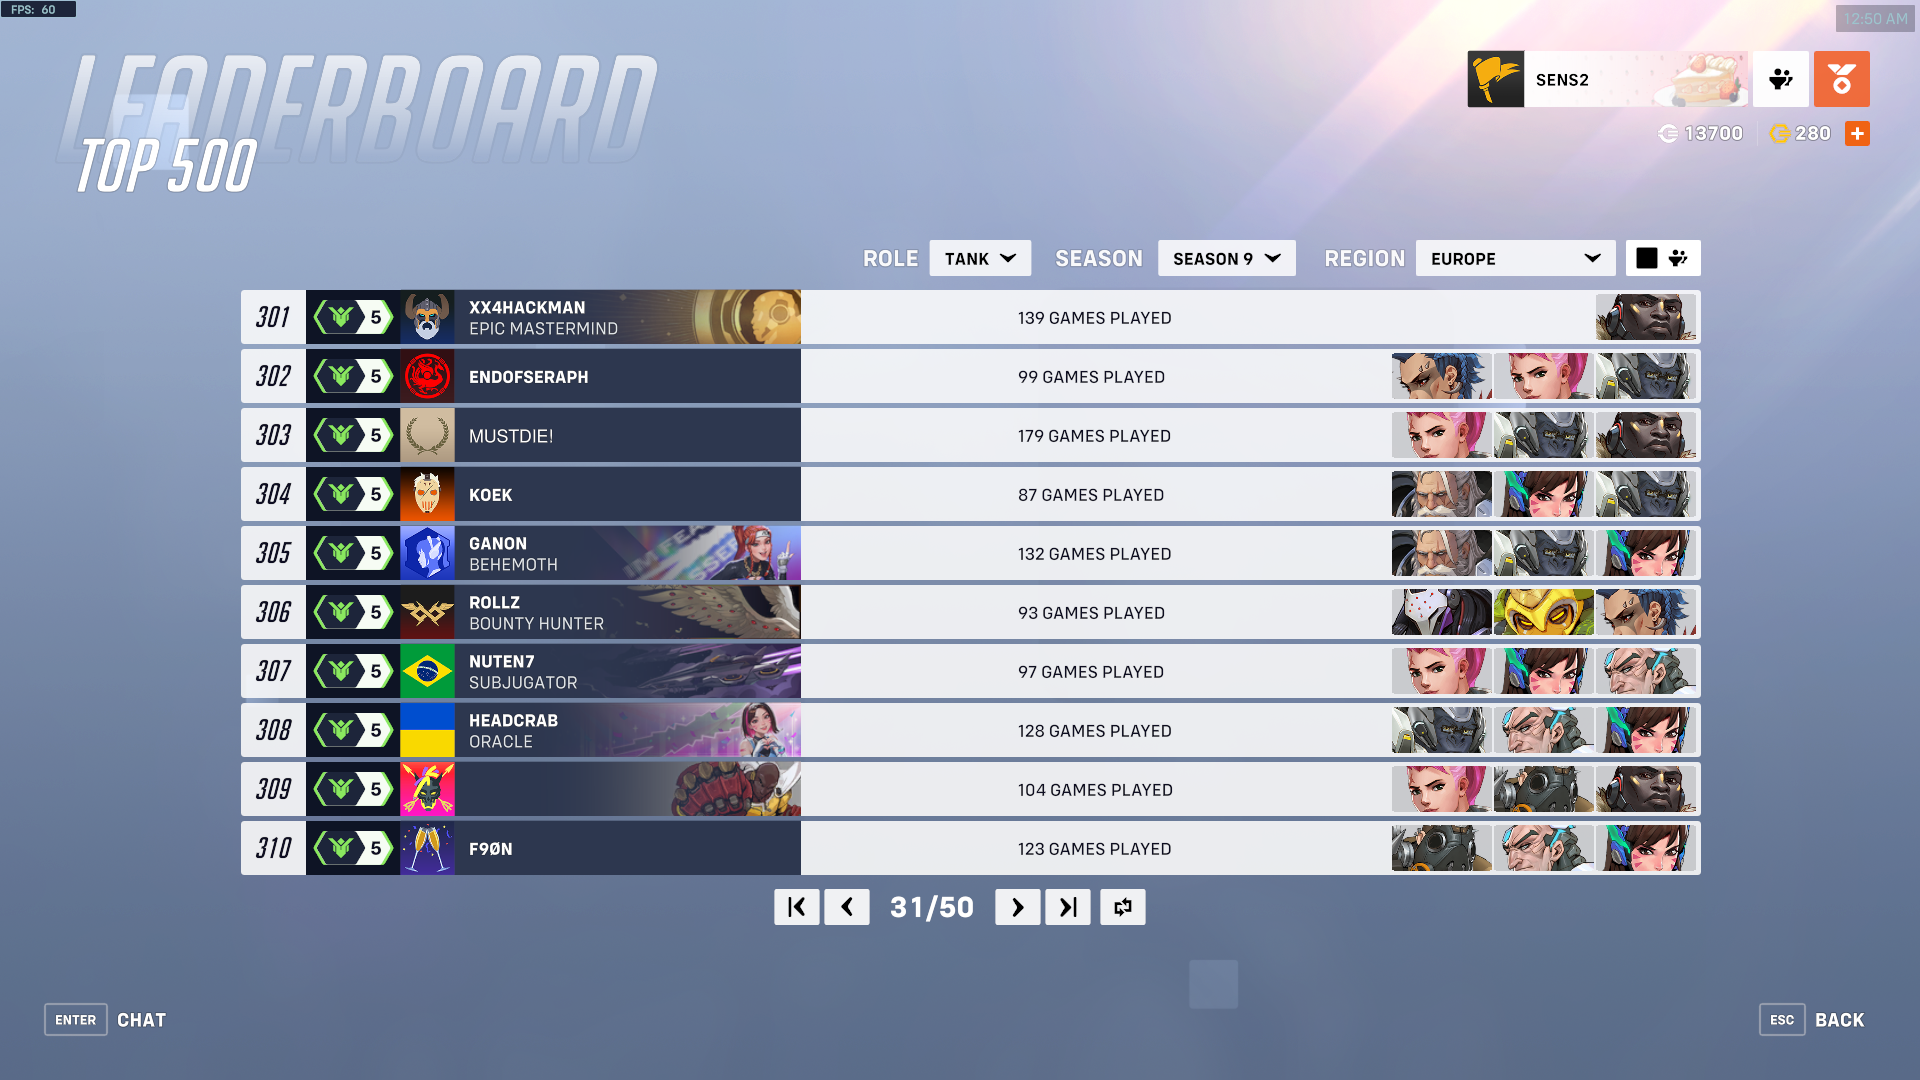 FPS: 60
12:50 AM
LEADERBOARD
TOP 500
SENS2
13700
280
ROLE TANK SEASON SEASON 9 REGION EUROPE
301 5 XX4HACKMAN EPIC MASTERMIND 139 GAMES PLAYED
302 5 ENDOFSERAPH 99 GAMES PLAYED
303 5 MUSTDIE! 179 GAMES PLAYED
304 5 KOEK 87 GAMES PLAYED
305 5 GANON BEHEMOTH 132 GAMES PLAYED
306 5 ROLLZ BOUNTY HUNTER 93 GAMES PLAYED
307 5 NUTEN7 SUBJUGATOR 97 GAMES PLAYED
308 5 HEADCRAB ORACLE 128 GAMES PLAYED
309 5 104 GAMES PLAYED
310 5 F9ØN 123 GAMES PLAYED
31/50
ENTER CHAT
ESC BACK